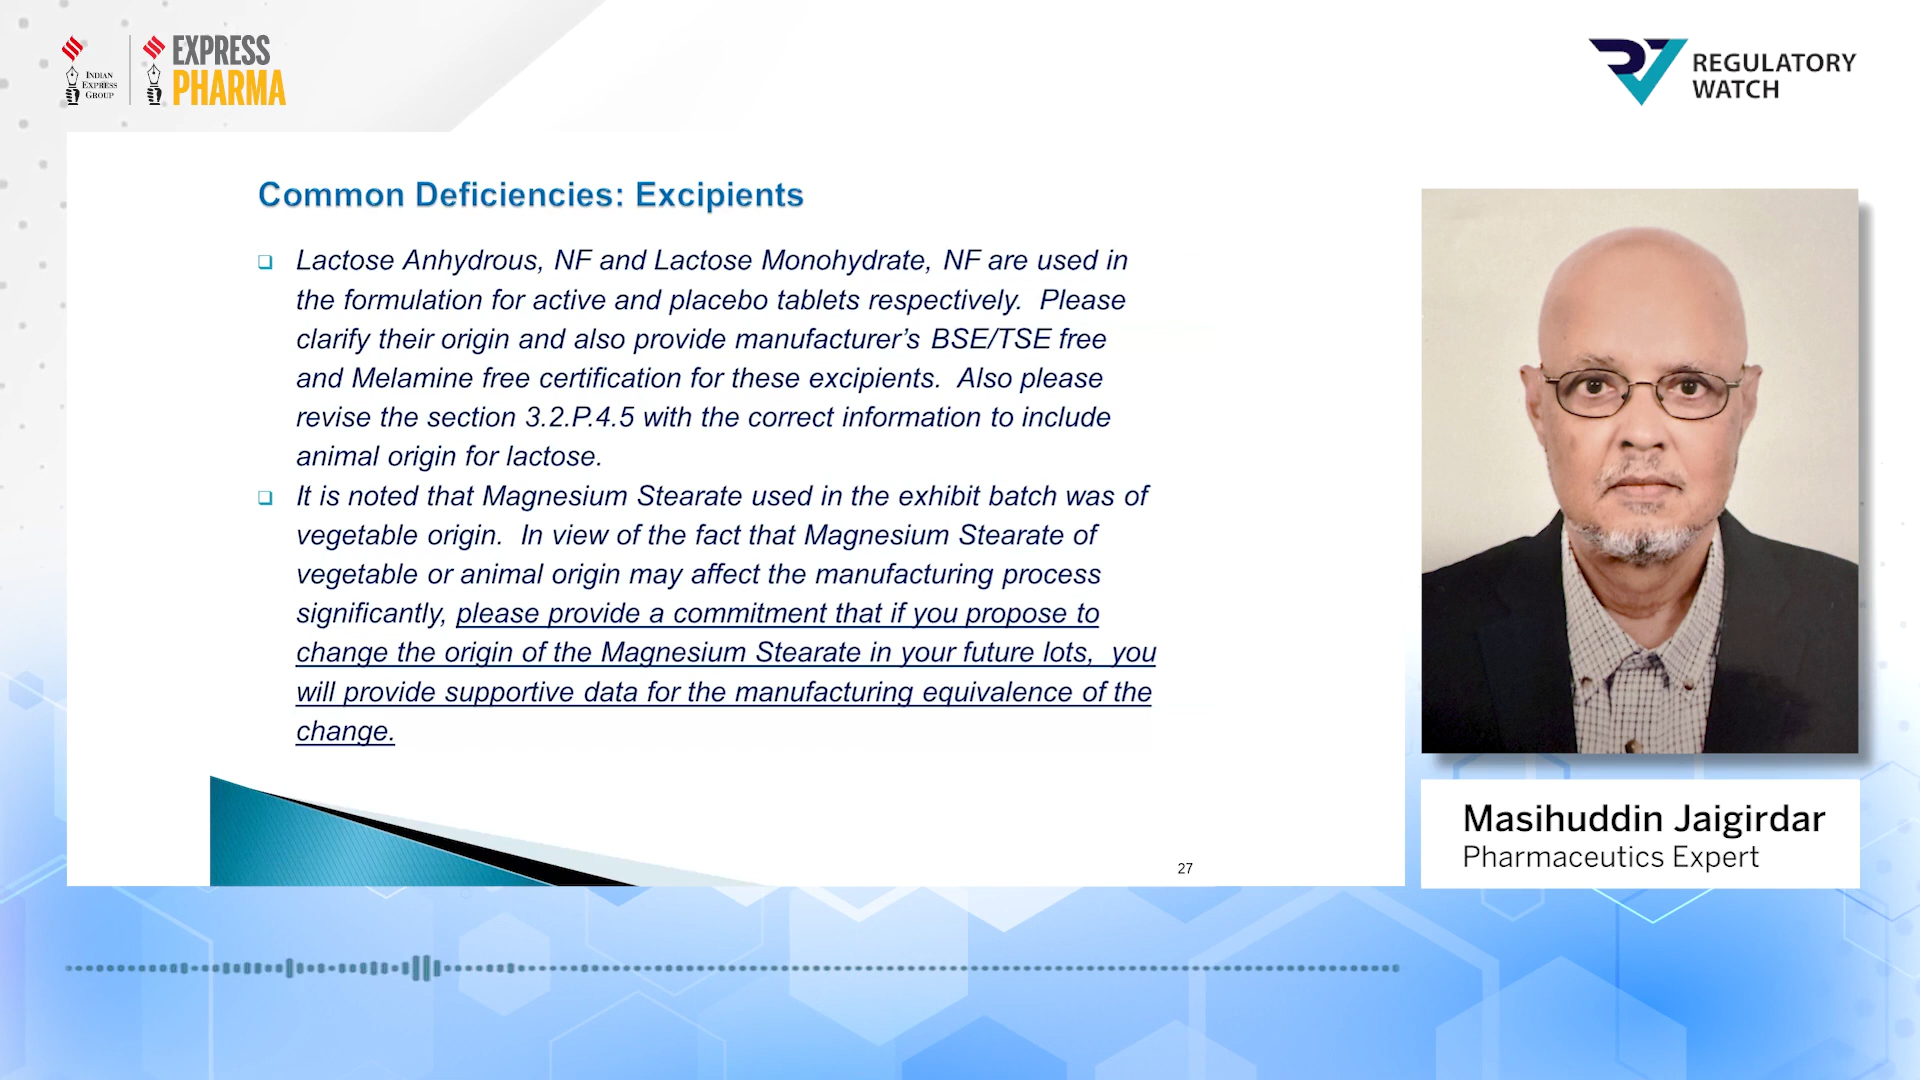 INDIAN
EXPRESS
GROUP
EXPRESS
PHARMA
REGULATORY
WATCH
Common Deficiencies: Excipients
❑ Lactose Anhydrous, NF and Lactose Monohydrate, NF are used in
the formulation for active and placebo tablets respectively.  Please
clarify their origin and also provide manufacturer’s BSE/TSE free
and Melamine free certification for these excipients.  Also please
revise the section 3.2.P.4.5 with the correct information to include
animal origin for lactose.
❑ It is noted that Magnesium Stearate used in the exhibit batch was of
vegetable origin.  In view of the fact that Magnesium Stearate of
vegetable or animal origin may affect the manufacturing process
significantly, please provide a commitment that if you propose to
change the origin of the Magnesium Stearate in your future lots,  you
will provide supportive data for the manufacturing equivalence of the
change.
27
Masihuddin Jaigirdar
Pharmaceutics Expert